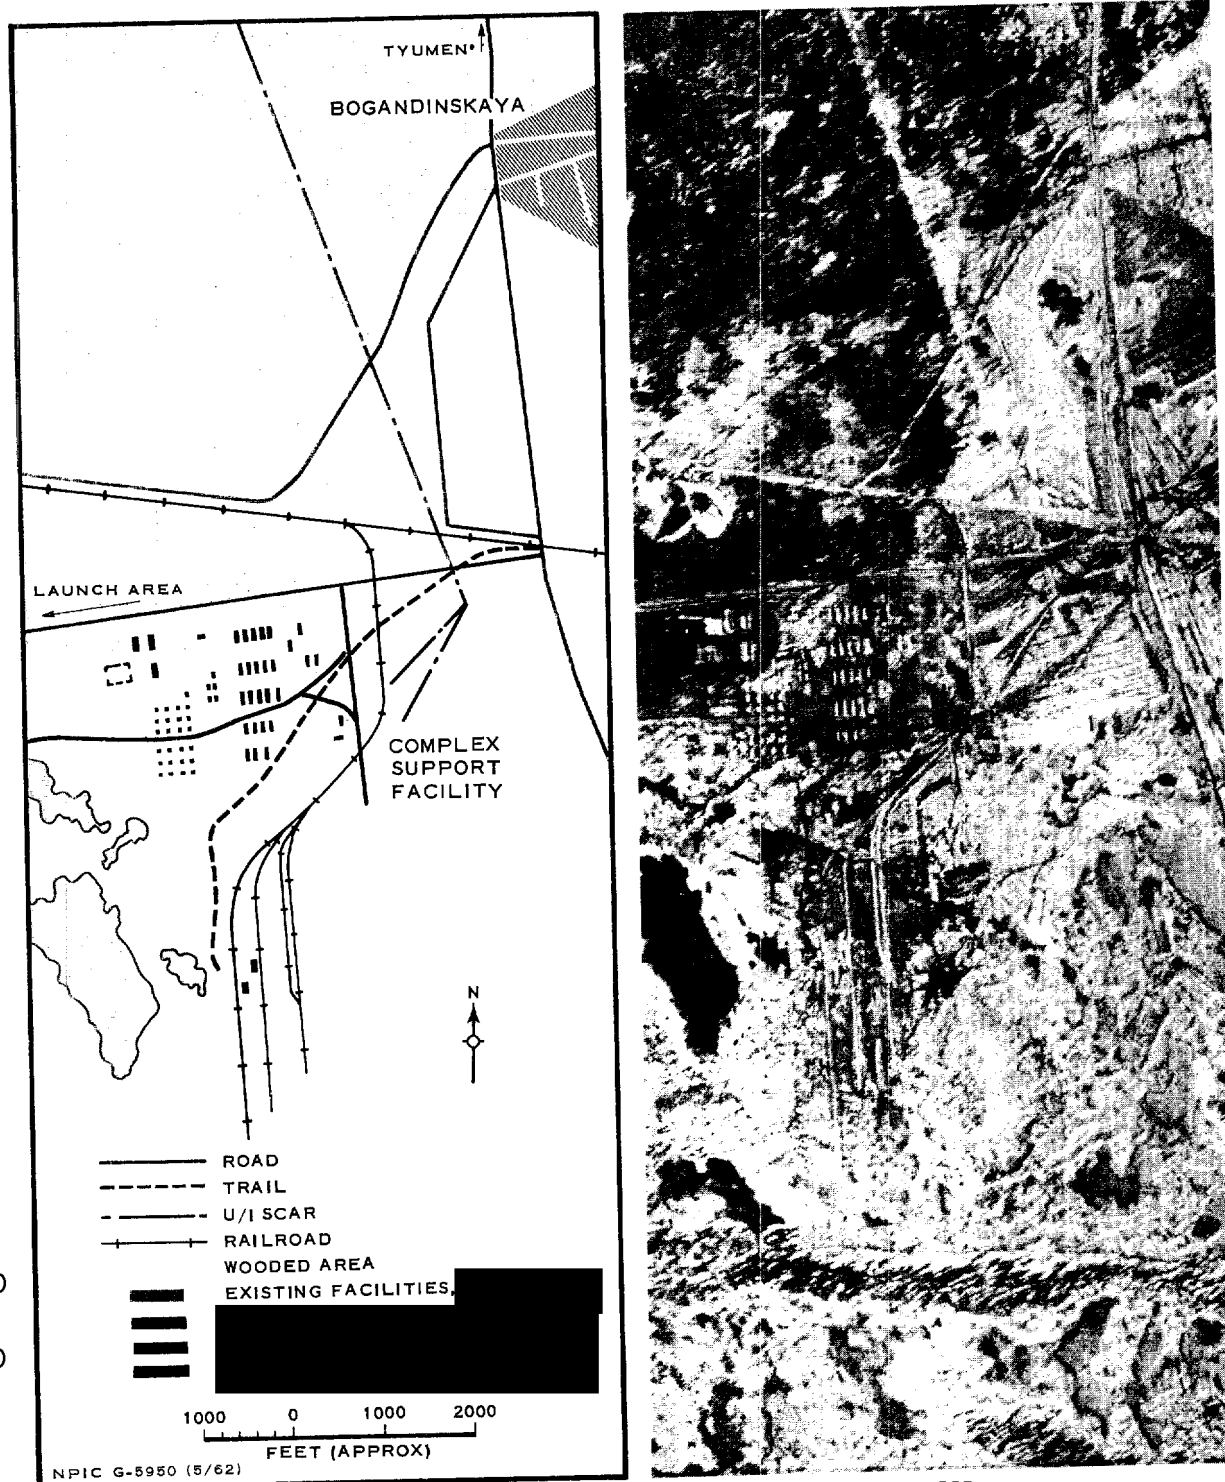 TYUMEN
BOGANDINSKAYA
LAUNCH AREA
COMPLEX
SUPPORT
FACILITY
N
ROAD
TRAIL
U/I SCAR
RAILROAD
WOODED AREA
EXISTING FACILITIES,
1000 0 1000 2000
FEET (APPROX)
NPIC G-5950 (5/62)